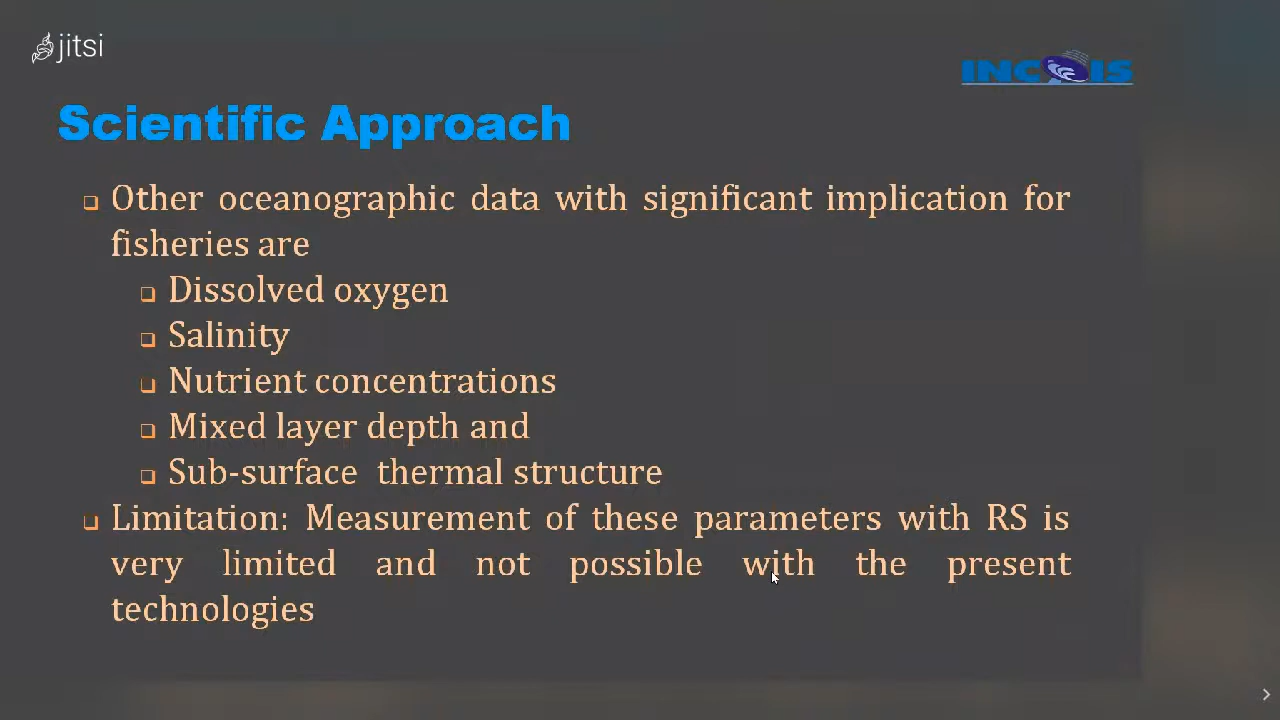 jitsi
INCOIS
Scientific Approach
Other oceanographic data with significant implication for
fisheries are
Dissolved oxygen
Salinity
Nutrient concentrations
Mixed layer depth and
Sub-surface thermal structure
Limitation: Measurement of these parameters with RS is
very limited and not possible with the present
technologies